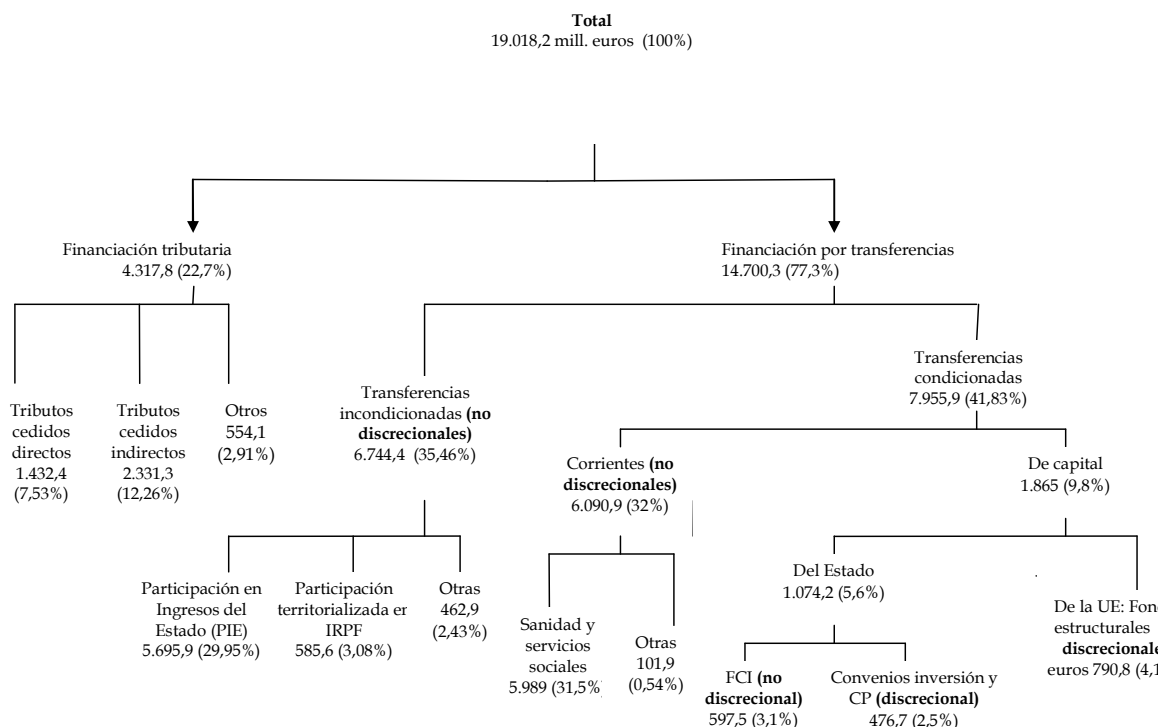 Total
19.018,2 mill. euros (100%)
Financiación tributaria
4.317,8 (22,7%)
Financiación por transferencias
14.700,3 (77,3%)
Tributos
cedidos
directos
1.432,4
(7,53%)
Tributos
cedidos
indirectos
2.331,3
(12,26%)
Otros
554,1
(2,91%)
Transferencias
incondicionadas (no
discrecionales)
6.744,4 (35,46%)
Transferencias
condicionadas
7.955,9 (41,83%)
Corrientes (no
discrecionales)
6.090,9 (32%)
De capital
1.865 (9,8%)
Participación en
Ingresos del
Estado (PIE)
5.695,9 (29,95%)
Participación
territorializada en
IRPF
585,6 (3,08%)
Otras
462,9
(2,43%)
Sanidad y
servicios
sociales
5.989 (31,5%
Otras
101,9
(0,54%)
Del Estado
1.074,2 (5,6%)
De la UE: Fon
estructurales
discrecional
euros 790,8 (4,1
FCI (no
discrecional)
597,5 (3,1%)
Convenios inversión y
CP (discrecional)
476,7 (2,5%)